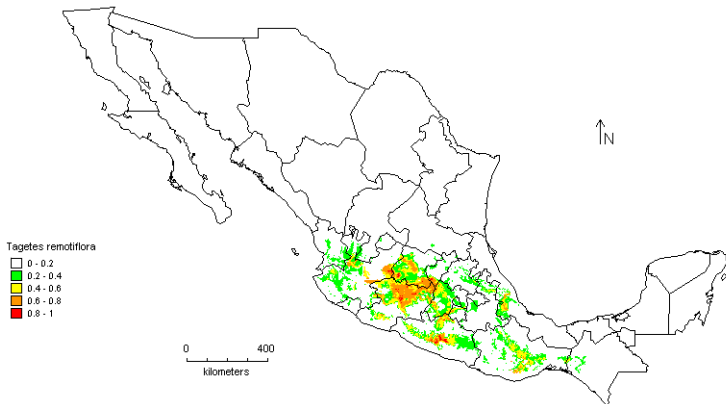 N
Tagetes remotiflora
0 - 0.2
0.2 - 0.4
0.4 - 0.6
0.6 - 0.8
0.8 - 1
0 400
kilometers